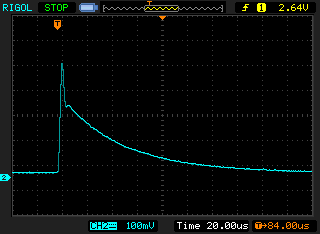 RIGOL STOP T f 1 2.64V
T
2
CH2 100mV Time 20.00us T→84.00us